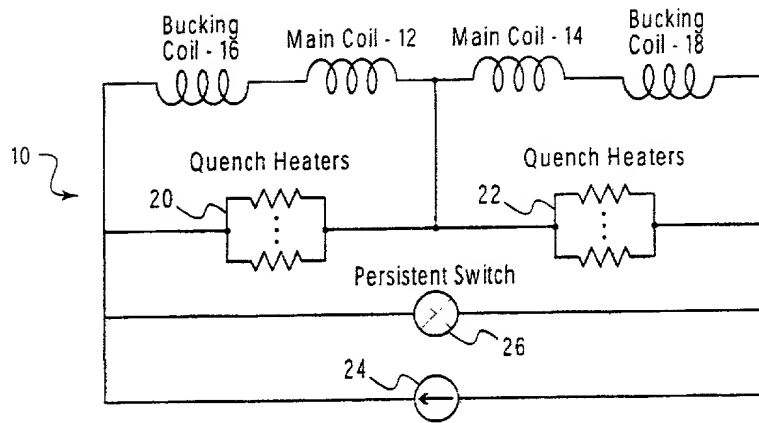 Bucking
Coil - 16
Main Coil - 12
Main Coil - 14
Bucking
Coil - 18
10
Quench Heaters
Quench Heaters
20
22
Persistent Switch
26
24